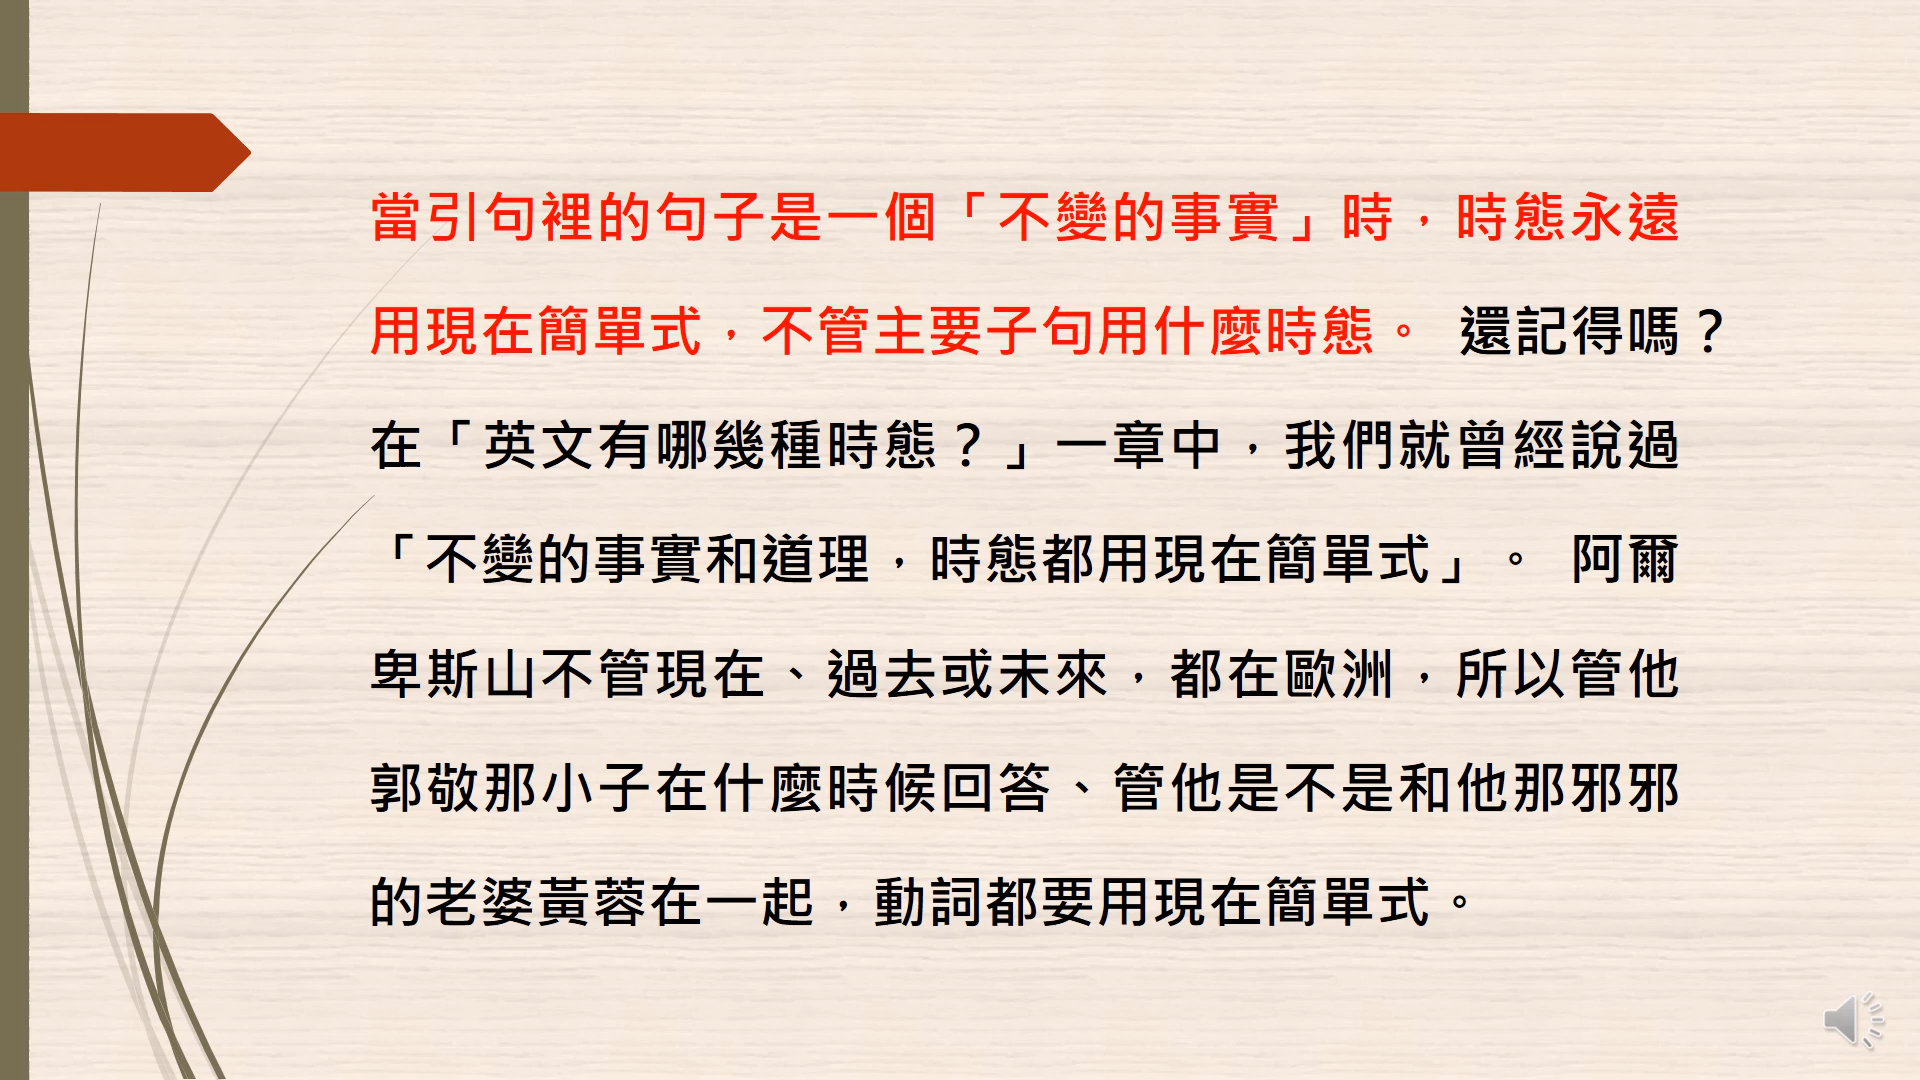 當引句裡的句子是一個「不變的事實」時，時態永遠
用現在簡單式，不管主要子句用什麼時態。 還記得嗎？
在「英文有哪幾種時態？」一章中，我們就曾經說過
「不變的事實和道理，時態都用現在簡單式」。 阿爾
卑斯山不管現在、過去或未來，都在歐洲，所以管他
郭敬那小子在什麼時候回答、管他是不是和他那邪邪
的老婆黃蓉在一起，動詞都要用現在簡單式。